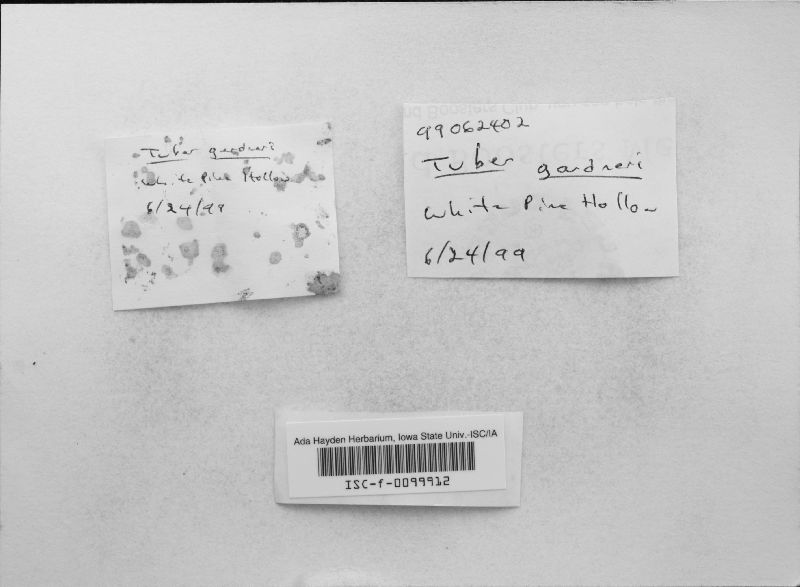 Tuber gardneri
White Pine Hollow
6/24/99
99062402
Tuber gardneri
White Pine Hollow
6/24/99
Ada Hayden Herbarium, Iowa State Univ.-ISC/IA
ISC-f-0099912